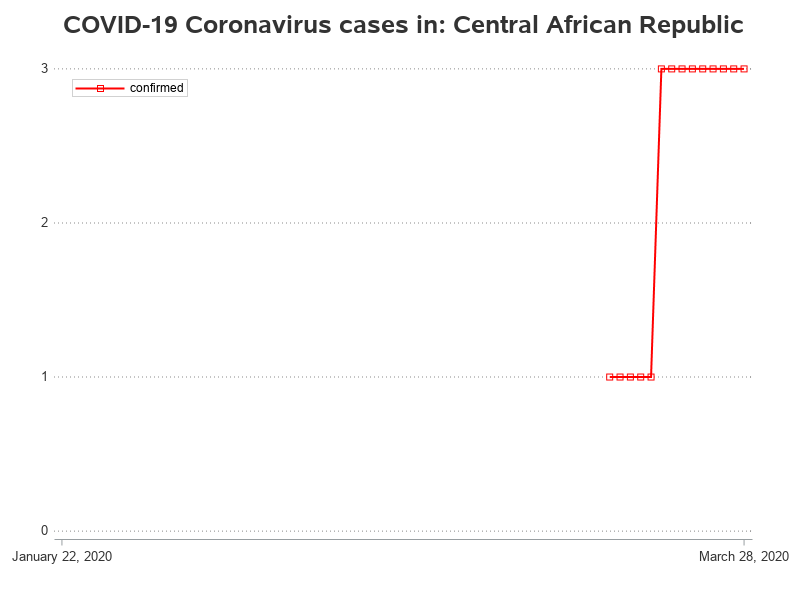 COVID-19 Coronavirus cases in: Central African Republic
3
confirmed
2
1
0
January 22, 2020
March 28, 2020